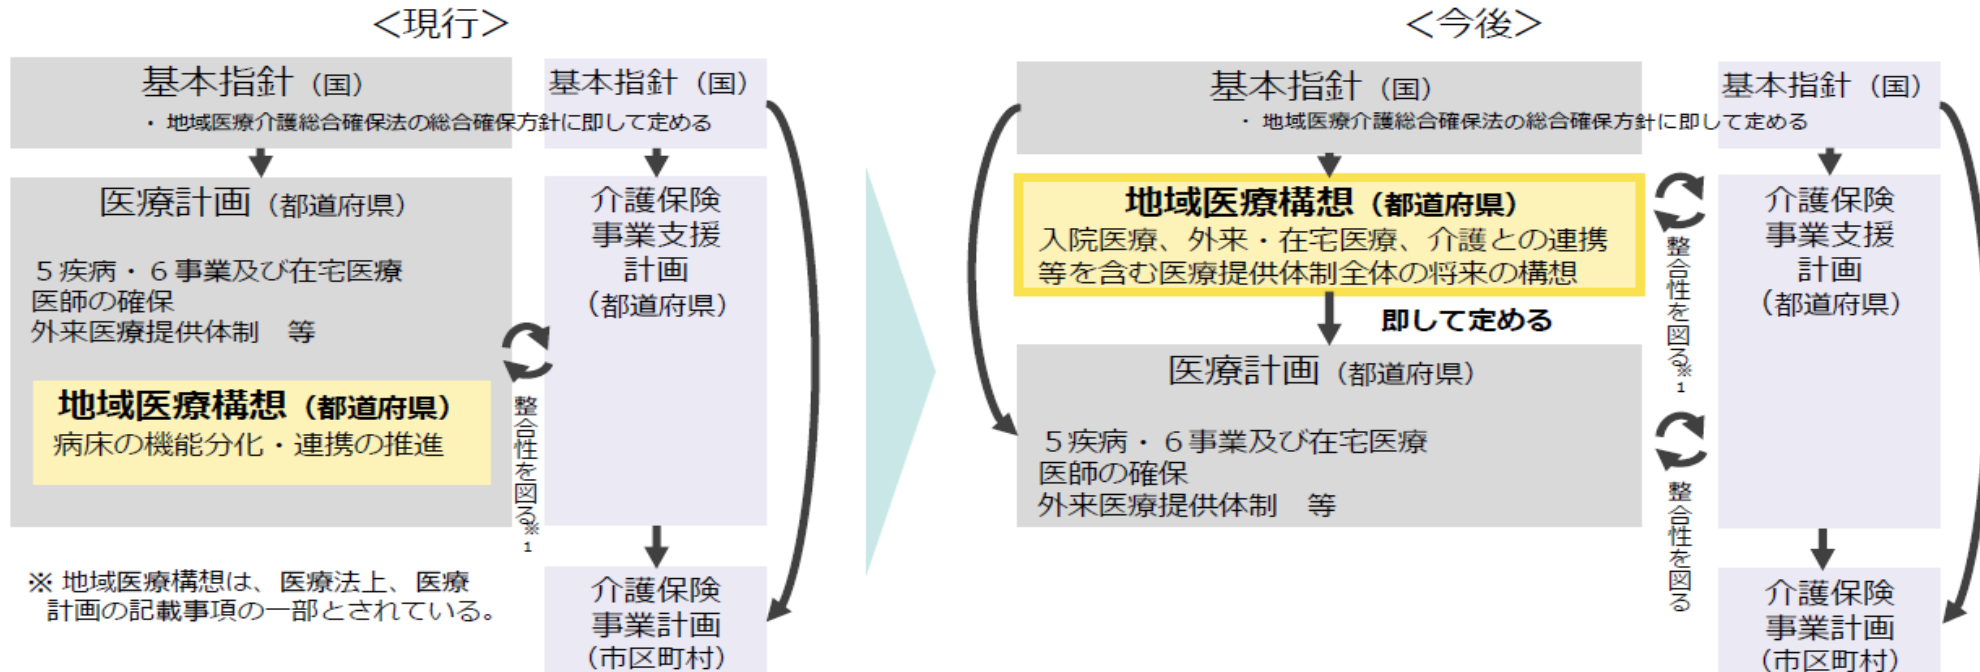 ＜現行＞
基本指針（国）
・ 地域医療介護総合確保法の総合確保方針に即して定める
医療計画（都道府県）
５疾病・６事業及び在宅医療
医師の確保
外来医療提供体制　等
地域医療構想（都道府県）
病床の機能分化・連携の推進
※ 地域医療構想は、医療法上、医療
計画の記載事項の一部とされている。
整合性を図る※1
基本指針（国）
介護保険
事業支援
計画
（都道府県）
介護保険
事業計画
（市区町村）
＜今後＞
基本指針（国）
・ 地域医療介護総合確保法の総合確保方針に即して定める
地域医療構想（都道府県）
入院医療、外来・在宅医療、介護との連携
等を含む医療提供体制全体の将来の構想
即して定める
医療計画（都道府県）
５疾病・６事業及び在宅医療
医師の確保
外来医療提供体制　等
整合性を図る※1
整合性を図る
基本指針（国）
介護保険
事業支援
計画
（都道府県）
介護保険
事業計画
（市区町村）